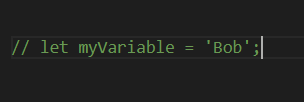 // let myVariable = 'Bob';